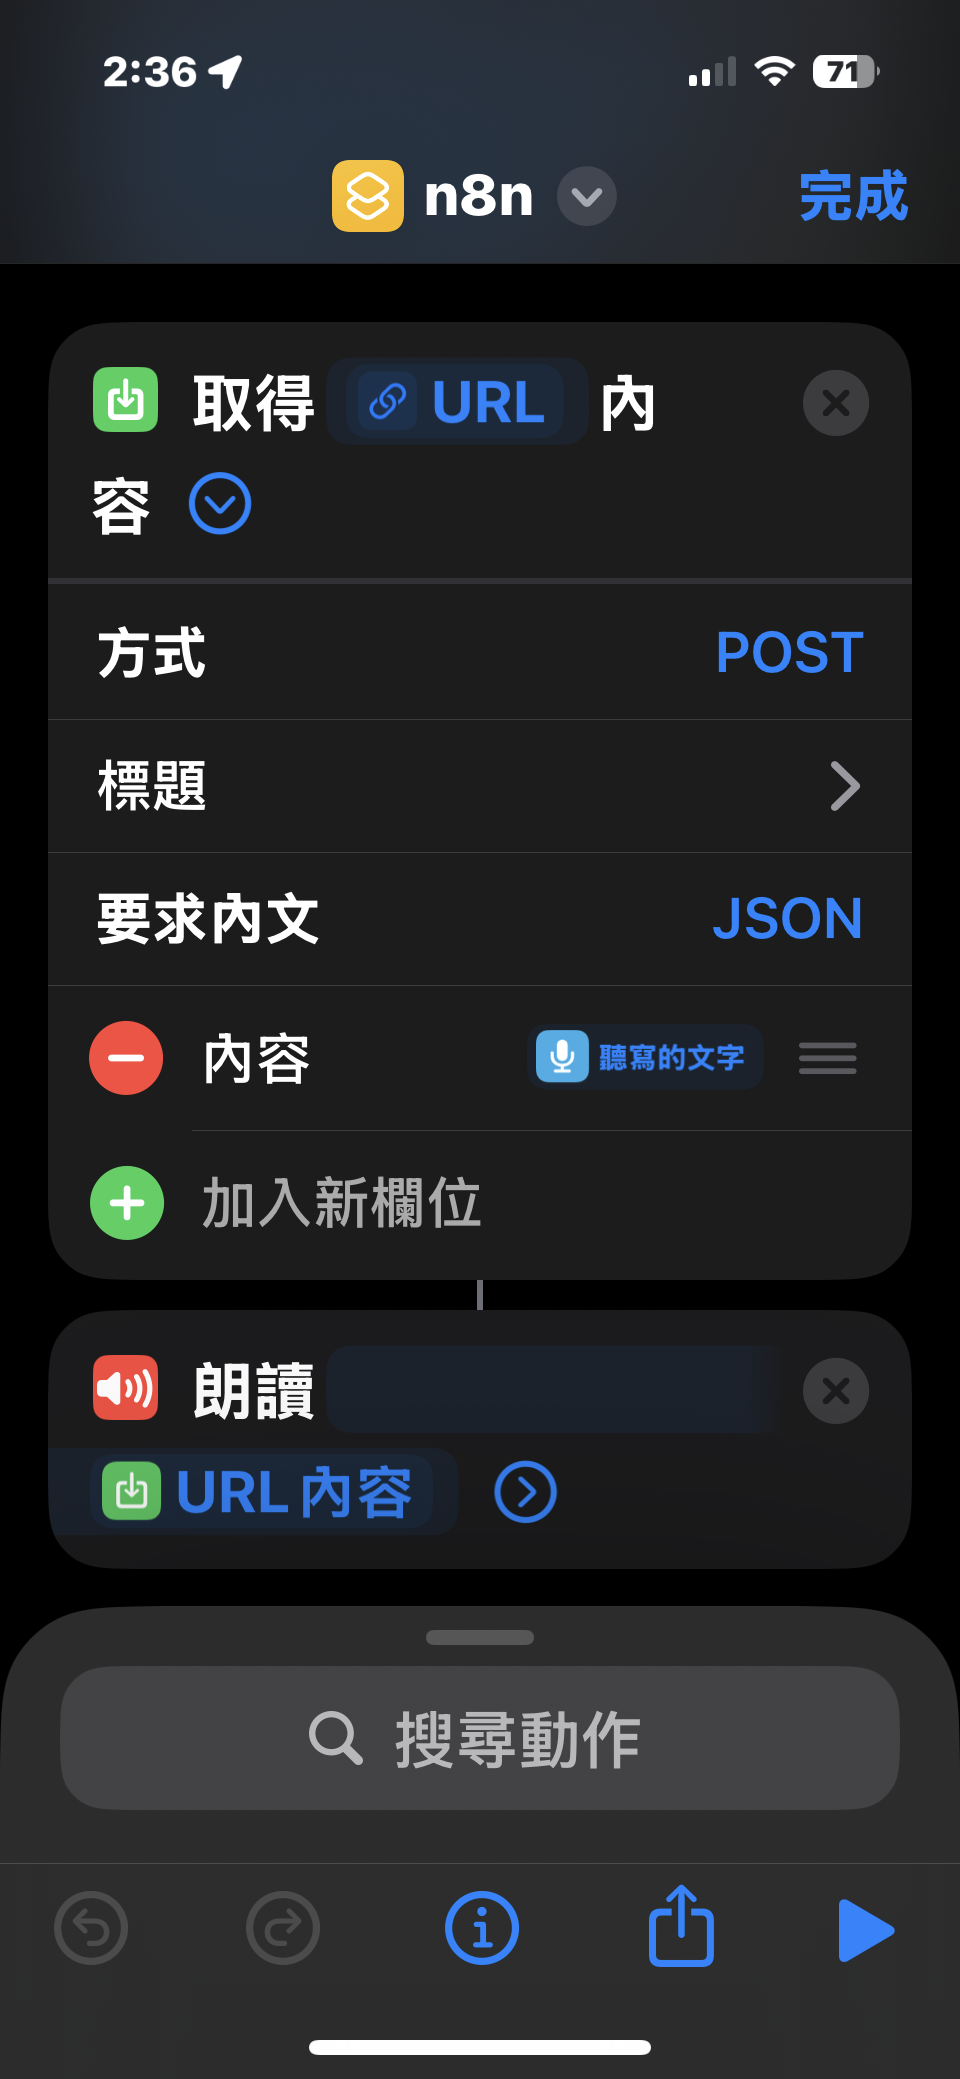 2:36
71
n8n
完成
取得 URL 內
容
方式 POST
標題
要求內文 JSON
內容 聽寫的文字
加入新欄位
朗讀
URL 內容
搜尋動作